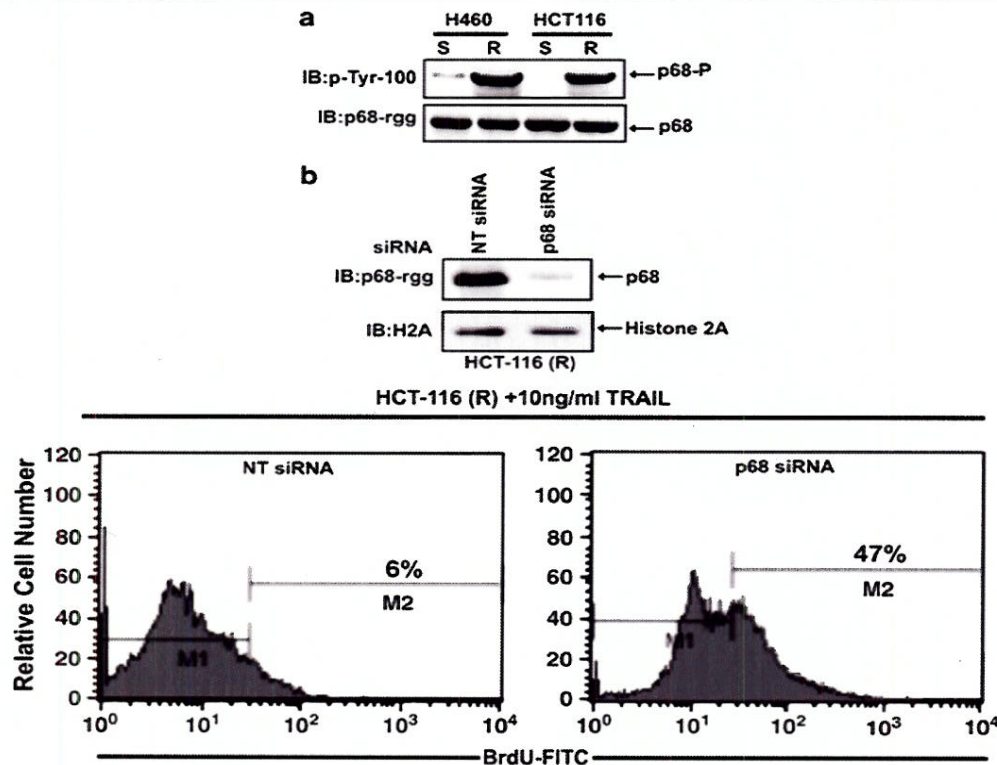 a
H460 HCT116
S R S R
IB:p-Tyr-100 p68-P
IB:p68-rgg p68
b
siRNA NT siRNA p68 siRNA
IB:p68-rgg p68
IB:H2A Histone 2A
HCT-116 (R)
HCT-116 (R) +10ng/ml TRAIL
Relative Cell Number
120
100
80
60
40
20
0
NT siRNA
6%
M2
M1
10⁰ 10¹ 10² 10³ 10⁴
120
100
80
60
40
20
0
p68 siRNA
47%
M2
M1
10⁰ 10¹ 10² 10³ 10⁴
BrdU-FITC